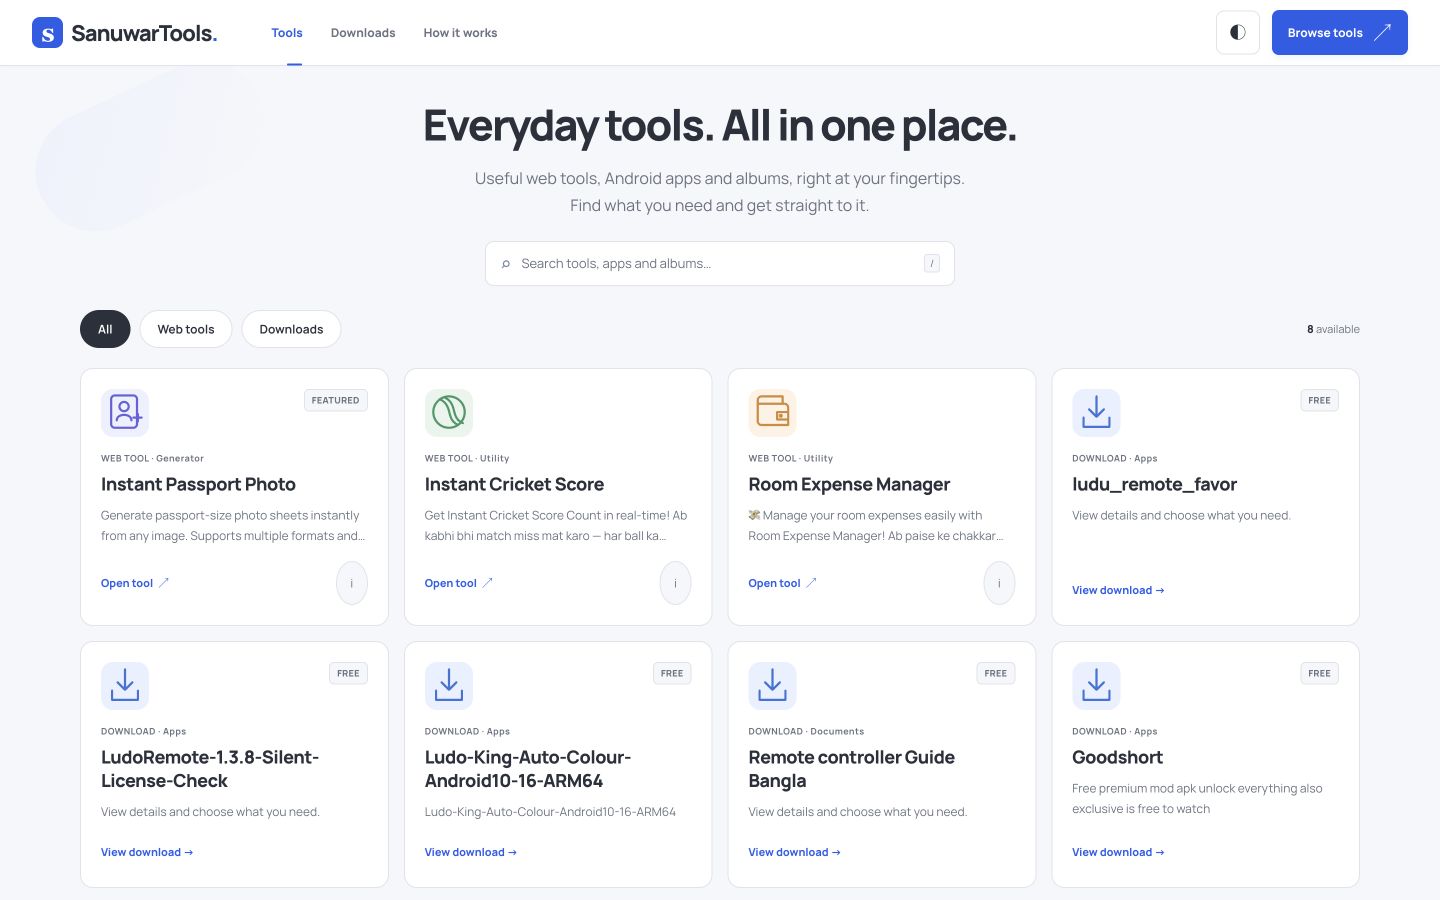 S SanuwarTools.
Tools Downloads How it works
Browse tools
Everyday tools. All in one place.
Useful web tools, Android apps and albums, right at your fingertips.
Find what you need and get straight to it.
Search tools, apps and albums... /
All Web tools Downloads
8 available
FEATURED
WEB TOOL · Generator
Instant Passport Photo
Generate passport-size photo sheets instantly
from any image. Supports multiple formats and...
Open tool ↗ i
WEB TOOL · Utility
Instant Cricket Score
Get Instant Cricket Score Count in real-time! Ab
kabhi bhi match miss mat karo — har ball ka...
Open tool ↗ i
WEB TOOL · Utility
Room Expense Manager
💸 Manage your room expenses easily with
Room Expense Manager! Ab paise ke chakkar...
Open tool ↗ i
FREE
DOWNLOAD · Apps
ludu_remote_favor
View details and choose what you need.
View download →
FREE
DOWNLOAD · Apps
LudoRemote-1.3.8-Silent-
License-Check
View details and choose what you need.
View download →
FREE
DOWNLOAD · Apps
Ludo-King-Auto-Colour-
Android10-16-ARM64
Ludo-King-Auto-Colour-Android10-16-ARM64
View download →
FREE
DOWNLOAD · Documents
Remote controller Guide
Bangla
View details and choose what you need.
View download →
FREE
DOWNLOAD · Apps
Goodshort
Free premium mod apk unlock everything also
exclusive is free to watch
View download →